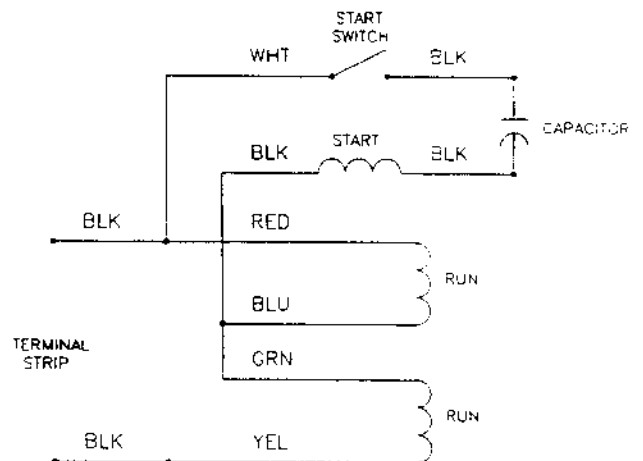 START
SWITCH
WHT
BLK
CAPACITOR
START
BLK
BLK
BLK
RED
RUN
BLU
TERMINAL
STRIP
GRN
RUN
BLK
YEL